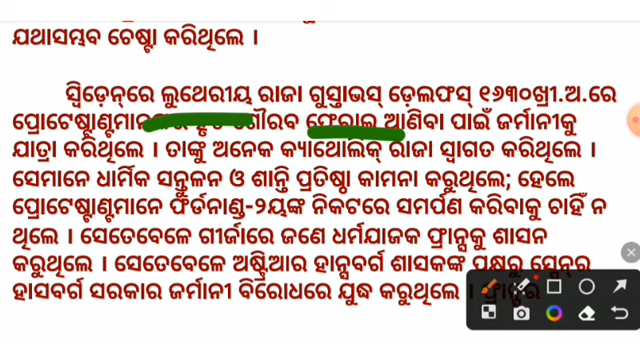 ଯଥାସମ୍ଭବ ଚେଷ୍ଟା କରିଥିଲେ ।
ସ୍ୱିଡ଼େନ୍‌ରେ ଲୁଥେରୀୟ ରାଜା ଗୁସ୍ତାଭସ୍ ଡ଼େଲଫସ୍ ୧୬୩୦ଖ୍ରୀ.ଅ.ରେ
ପ୍ରୋଟେଷ୍ଟାଣ୍ଟମାନ ଗୌରବ ଫେରାଇ ଆଣିବା ପାଇଁ ଜର୍ମାନୀକୁ
ଯାତ୍ରା କରିଥିଲେ । ତାଙ୍କୁ ଅନେକ କ୍ୟାଥୋଲିକ୍ ରାଜା ସ୍ୱାଗତ କରିଥିଲେ ।
ସେମାନେ ଧାର୍ମିକ ସନ୍ତୁଳନ ଓ ଶାନ୍ତି ପ୍ରତିଷ୍ଠା କାମନା କରୁଥିଲେ; ହେଲେ
ପ୍ରୋଟେଷ୍ଟାଣ୍ଟମାନେ ଫର୍ଡନାଣ୍ଡ-୨ୟଙ୍କ ନିକଟରେ ସମର୍ପଣ କରିବାକୁ ଚାହିଁ ନ
ଥିଲେ । ସେତେବେଳେ ଗୀର୍ଜାରେ ଜଣେ ଧର୍ମଯାଜକ ଫ୍ରାନ୍ସକୁ ଶାସନ
କରୁଥିଲେ । ସେତେବେଳେ ଅଷ୍ଟ୍ରିଆର ହାନ୍ସବର୍ଗ ଶାସକଙ୍କ ପକ୍ଷରୁ ସ୍ପେନ୍‌ର
ହାସବର୍ଗ ସରକାର ଜର୍ମାନୀ ବିରୋଧରେ ଯୁଦ୍ଧ କରୁଥିଲେ ।